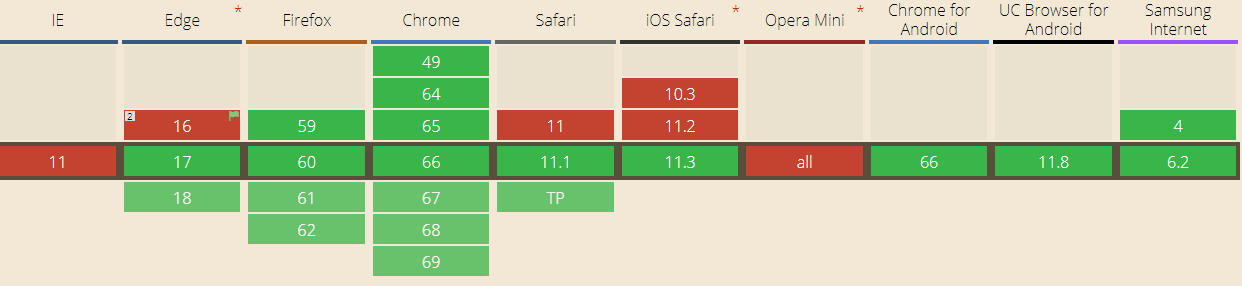 IE Edge * Firefox Chrome Safari iOS Safari * Opera Mini * Chrome for Android UC Browser for Android Samsung Internet
49
64 10.3
2 16 59 65 11 11.2 4
11 17 60 66 11.1 11.3 all 66 11.8 6.2
18 61 67 TP
62 68
69